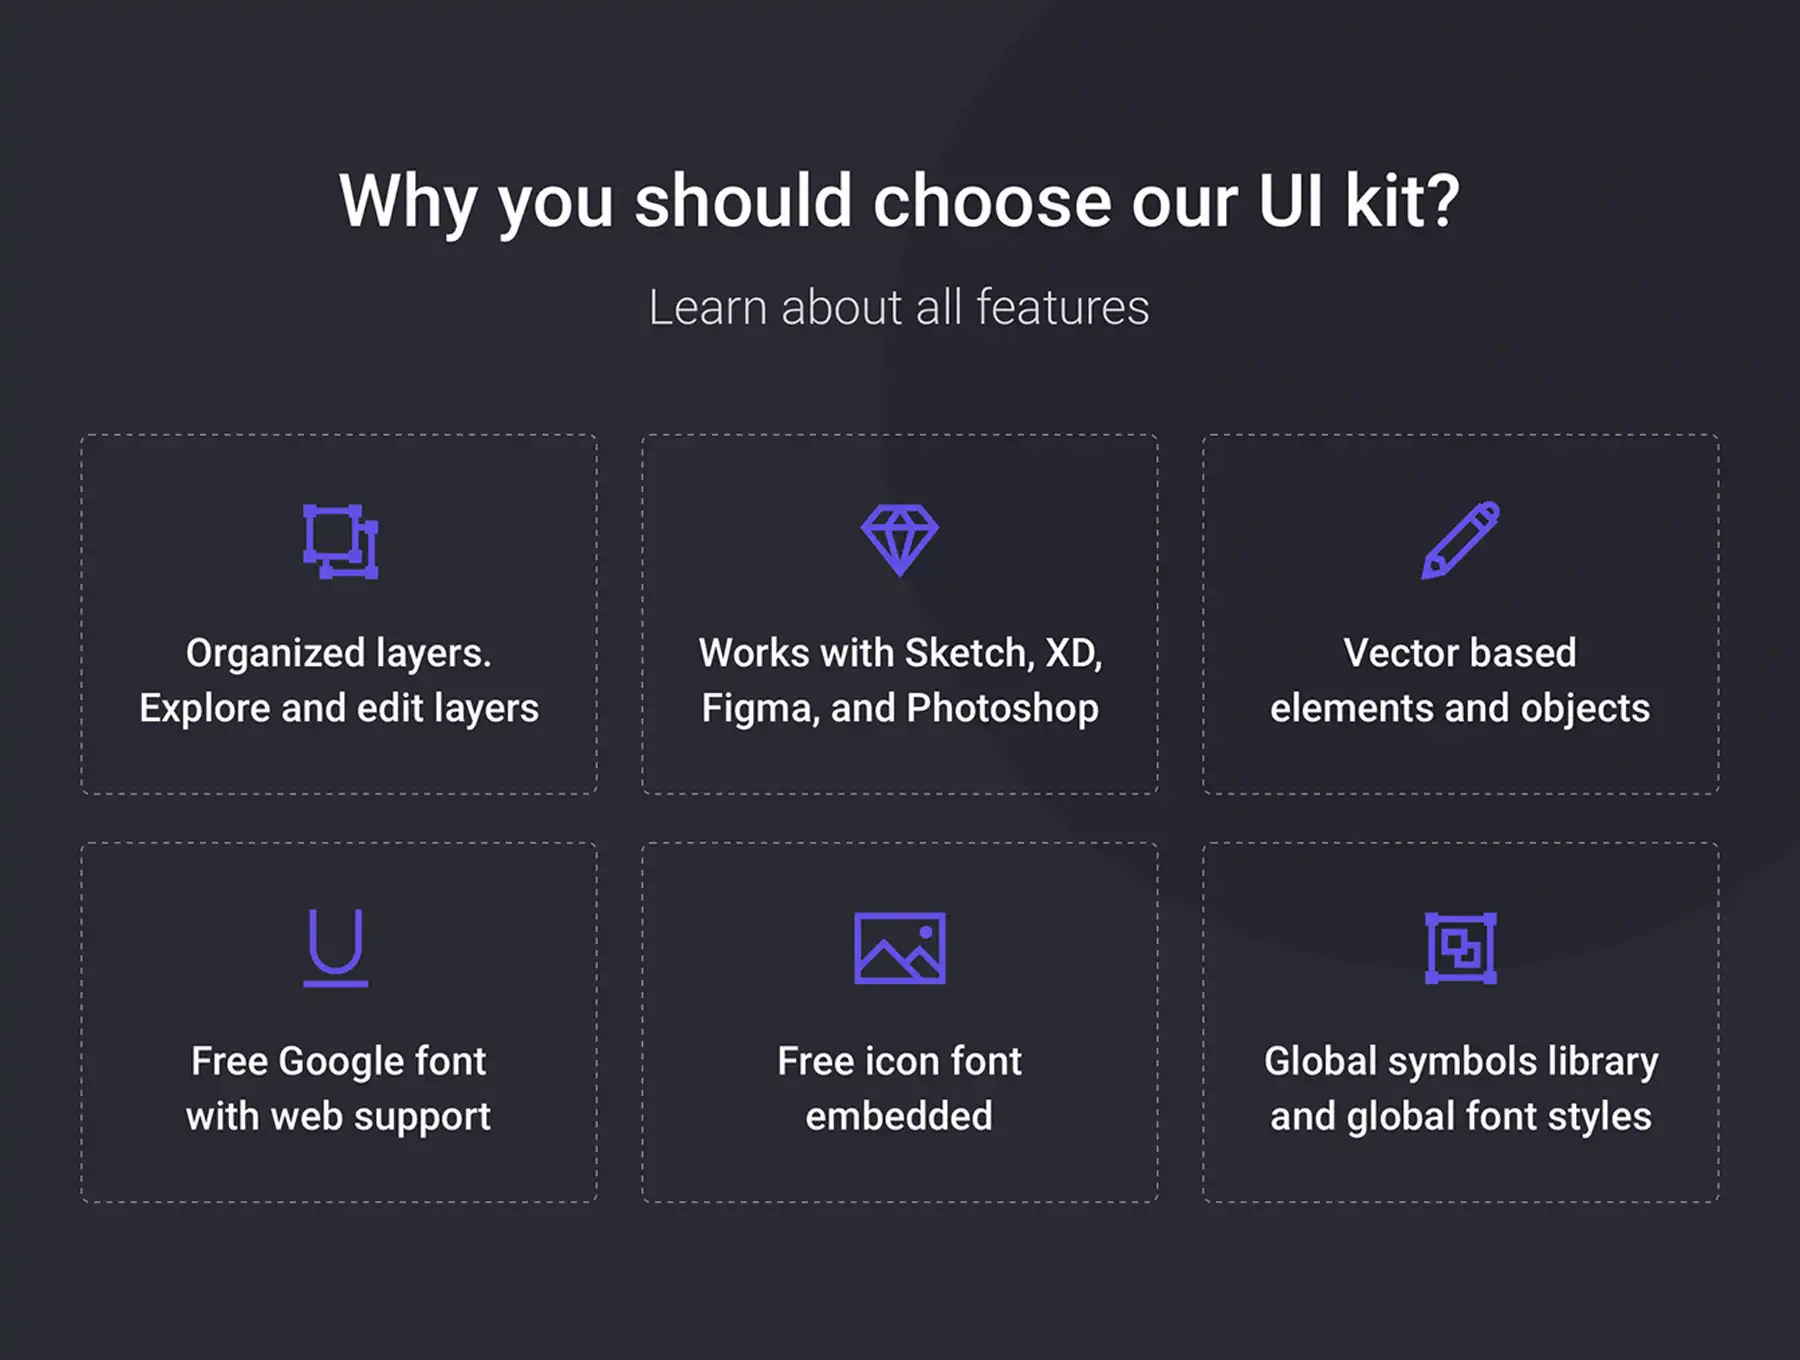 Why you should choose our UI kit?
Learn about all features
Organized layers.
Explore and edit layers
Works with Sketch, XD,
Figma, and Photoshop
Vector based
elements and objects
Free Google font
with web support
Free icon font
embedded
Global symbols library
and global font styles